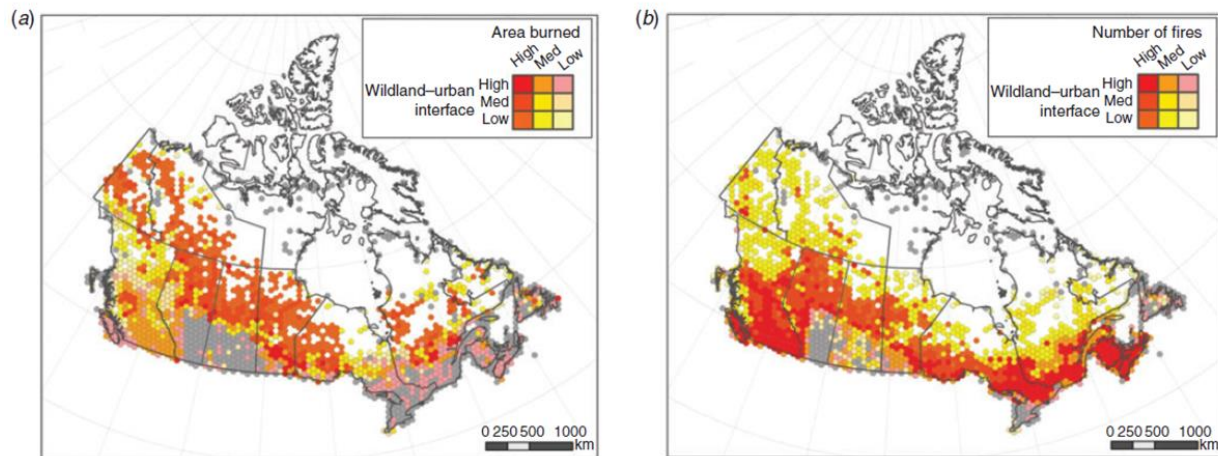 (a)
Area burned
High
Med
Low
Wildland–urban
interface
High
Med
Low
0 250 500 1000
km
(b)
Number of fires
High
Med
Low
Wildland–urban
interface
High
Med
Low
0 250 500 1000
km